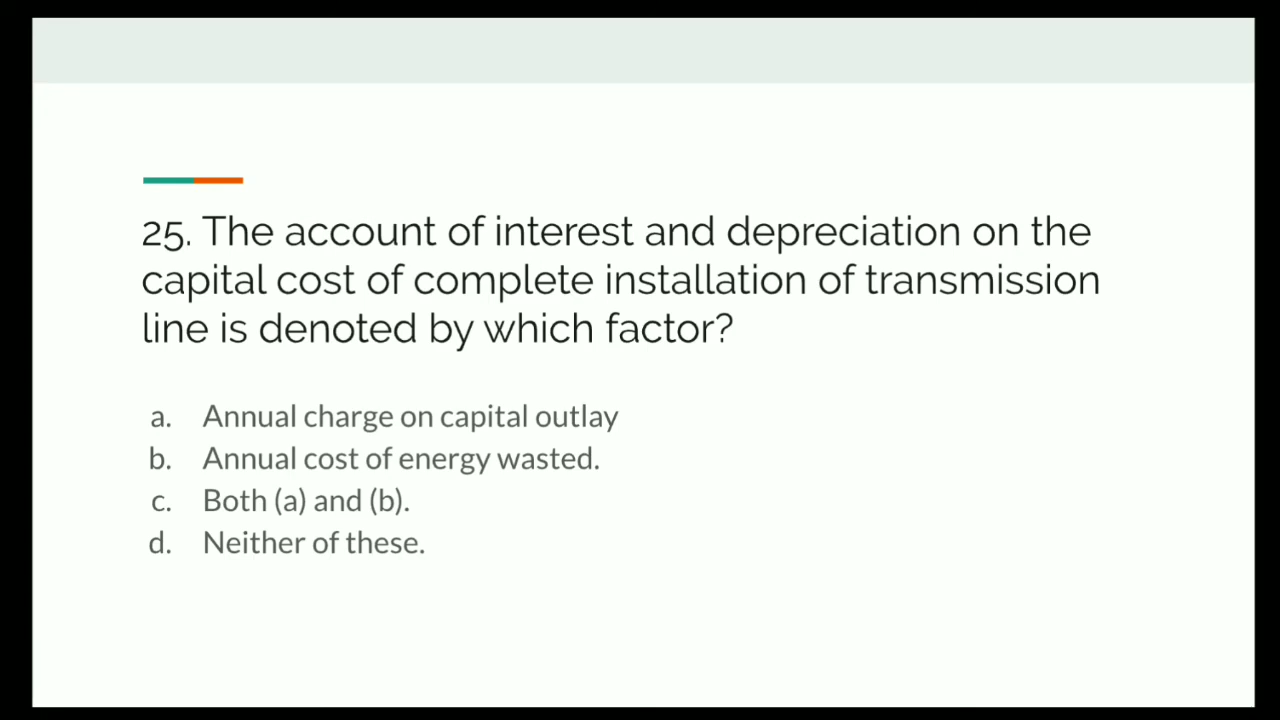 25. The account of interest and depreciation on the
capital cost of complete installation of transmission
line is denoted by which factor?
a. Annual charge on capital outlay
b. Annual cost of energy wasted.
c. Both (a) and (b).
d. Neither of these.